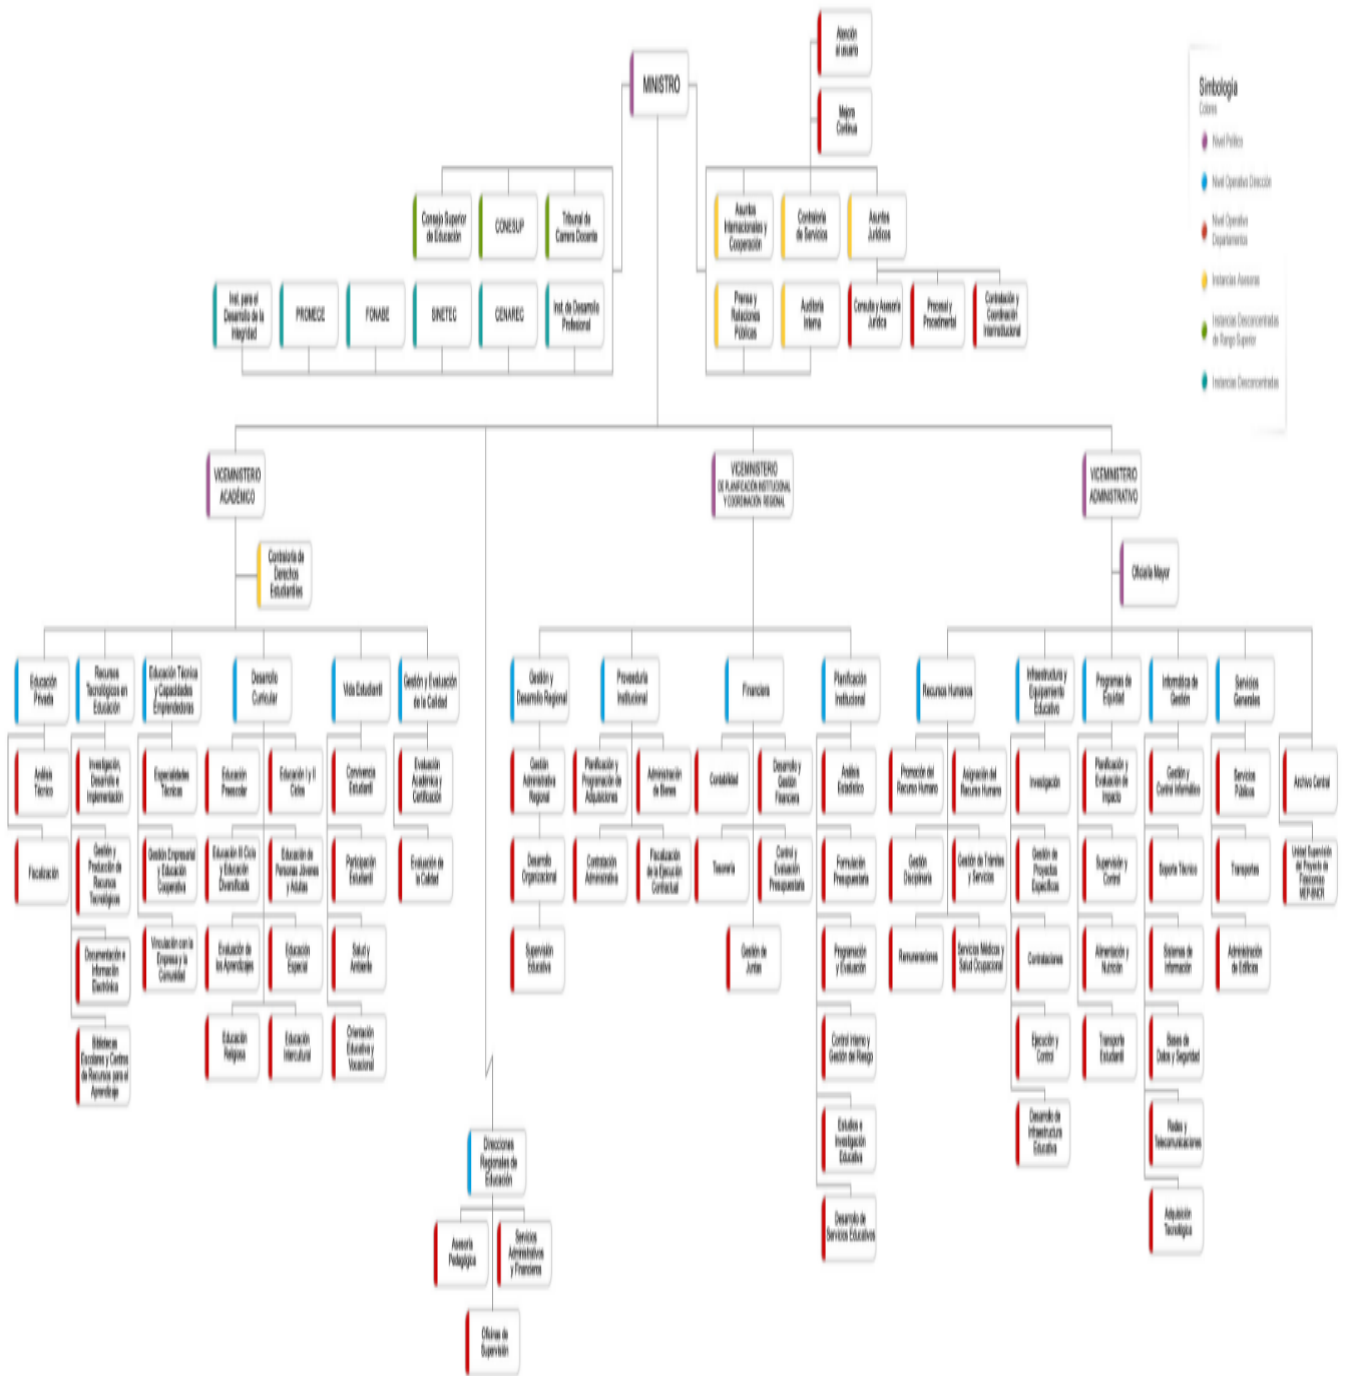 Atención
al usuario
MINISTRO
Mejora
Continua
Simbología
Colores
Nivel Político
Nivel Operativo Dirección
Nivel Operativo
Departamentos
Instancias Asesoras
Instancias Desconcentradas
de Rango Superior
Instancias Desconcentradas
Consejo Superior
de Educación
CONESUP
Tribunal de
Carrera Docente
Asuntos
Internacionales y
Cooperación
Contraloría
de Servicios
Asuntos
Jurídicos
Inst. para el
Desarrollo de la
Integridad
PROMECE
FONABE
SINETEC
CENAREC
Inst. de Desarrollo
Profesional
Prensa y
Relaciones
Públicas
Auditoría
Interna
Consulta y Asesoría
Jurídica
Procesal y
Procedimental
Contratación y
Coordinación
Interinstitucional
VICEMINISTERIO
ACADÉMICO
VICEMINISTERIO
DE PLANIFICACIÓN INSTITUCIONAL
Y COORDINACIÓN REGIONAL
VICEMINISTERIO
ADMINISTRATIVO
Contraloría de
Derechos
Estudiantiles
Oficialía Mayor
Educación
Privada
Recursos
Tecnológicos en
Educación
Educación Técnica
y Capacidades
Emprendedoras
Desarrollo
Curricular
Vida Estudiantil
Gestión y Evaluación
de la Calidad
Gestión y
Desarrollo Regional
Proveeduría
Institucional
Financiera
Planificación
Institucional
Recursos Humanos
Infraestructura y
Equipamiento
Educativo
Programas de
Equidad
Informática de
Gestión
Servicios
Generales
Análisis
Técnico
Investigación,
Desarrollo e
Implementación
Especialidades
Técnicas
Educación
Preescolar
Educación I y II
Ciclos
Convivencia
Estudiantil
Evaluación
Académica y
Certificación
Gestión
Administrativa
Regional
Planificación y
Programación de
Adquisiciones
Administración
de Bienes
Contabilidad
Desarrollo y
Gestión
Financiera
Análisis
Estadístico
Promoción del
Recurso Humano
Asignación del
Recurso Humano
Investigación
Planificación y
Evaluación de
Impacto
Gestión y
Control Informático
Servicios
Públicos
Archivo Central
Fiscalización
Gestión y
Producción de
Recursos
Tecnológicos
Gestión Empresarial
y Educación
Cooperativa
Educación III Ciclo
y Educación
Diversificada
Educación de
Personas Jóvenes
y Adultas
Participación
Estudiantil
Evaluación de
la Calidad
Desarrollo
Organizacional
Contratación
Administrativa
Fiscalización
de la Ejecución
Contractual
Tesorería
Control y
Evaluación
Presupuestaria
Formulación
Presupuestaria
Gestión
Disciplinaria
Gestión de Trámites
y Servicios
Gestión de
Proyectos
Específicos
Supervisión y
Control
Soporte Técnico
Transportes
Unidad Supervisión
del Proyecto de
Fideicomiso
MEP-BNCR
Documentación e
Información
Electrónica
Vinculación con la
Empresa y la
Comunidad
Evaluación de
los Aprendizajes
Educación
Especial
Salud y
Ambiente
Supervisión
Educativa
Gestión de
Juntas
Programación
y Evaluación
Remuneraciones
Servicios Médicos y
Salud Ocupacional
Contrataciones
Alimentación y
Nutrición
Sistemas de
Información
Administración
de Edificios
Bibliotecas
Escolares y Centros
de Recursos para el
Aprendizaje
Educación
Religiosa
Educación
Intercultural
Orientación
Educativa y
Vocacional
Control Interno y
Gestión del Riesgo
Ejecución y
Control
Transporte
Estudiantil
Bases de
Datos y Seguridad
Direcciones
Regionales de
Educación
Estudios e
Investigación
Educativa
Desarrollo de
Infraestructura
Educativa
Redes y
Telecomunicaciones
Asesoría
Pedagógica
Servicios
Administrativos
y Financieros
Desarrollo de
Servicios Educativos
Adquisición
Tecnológica
Oficinas de
Supervisión